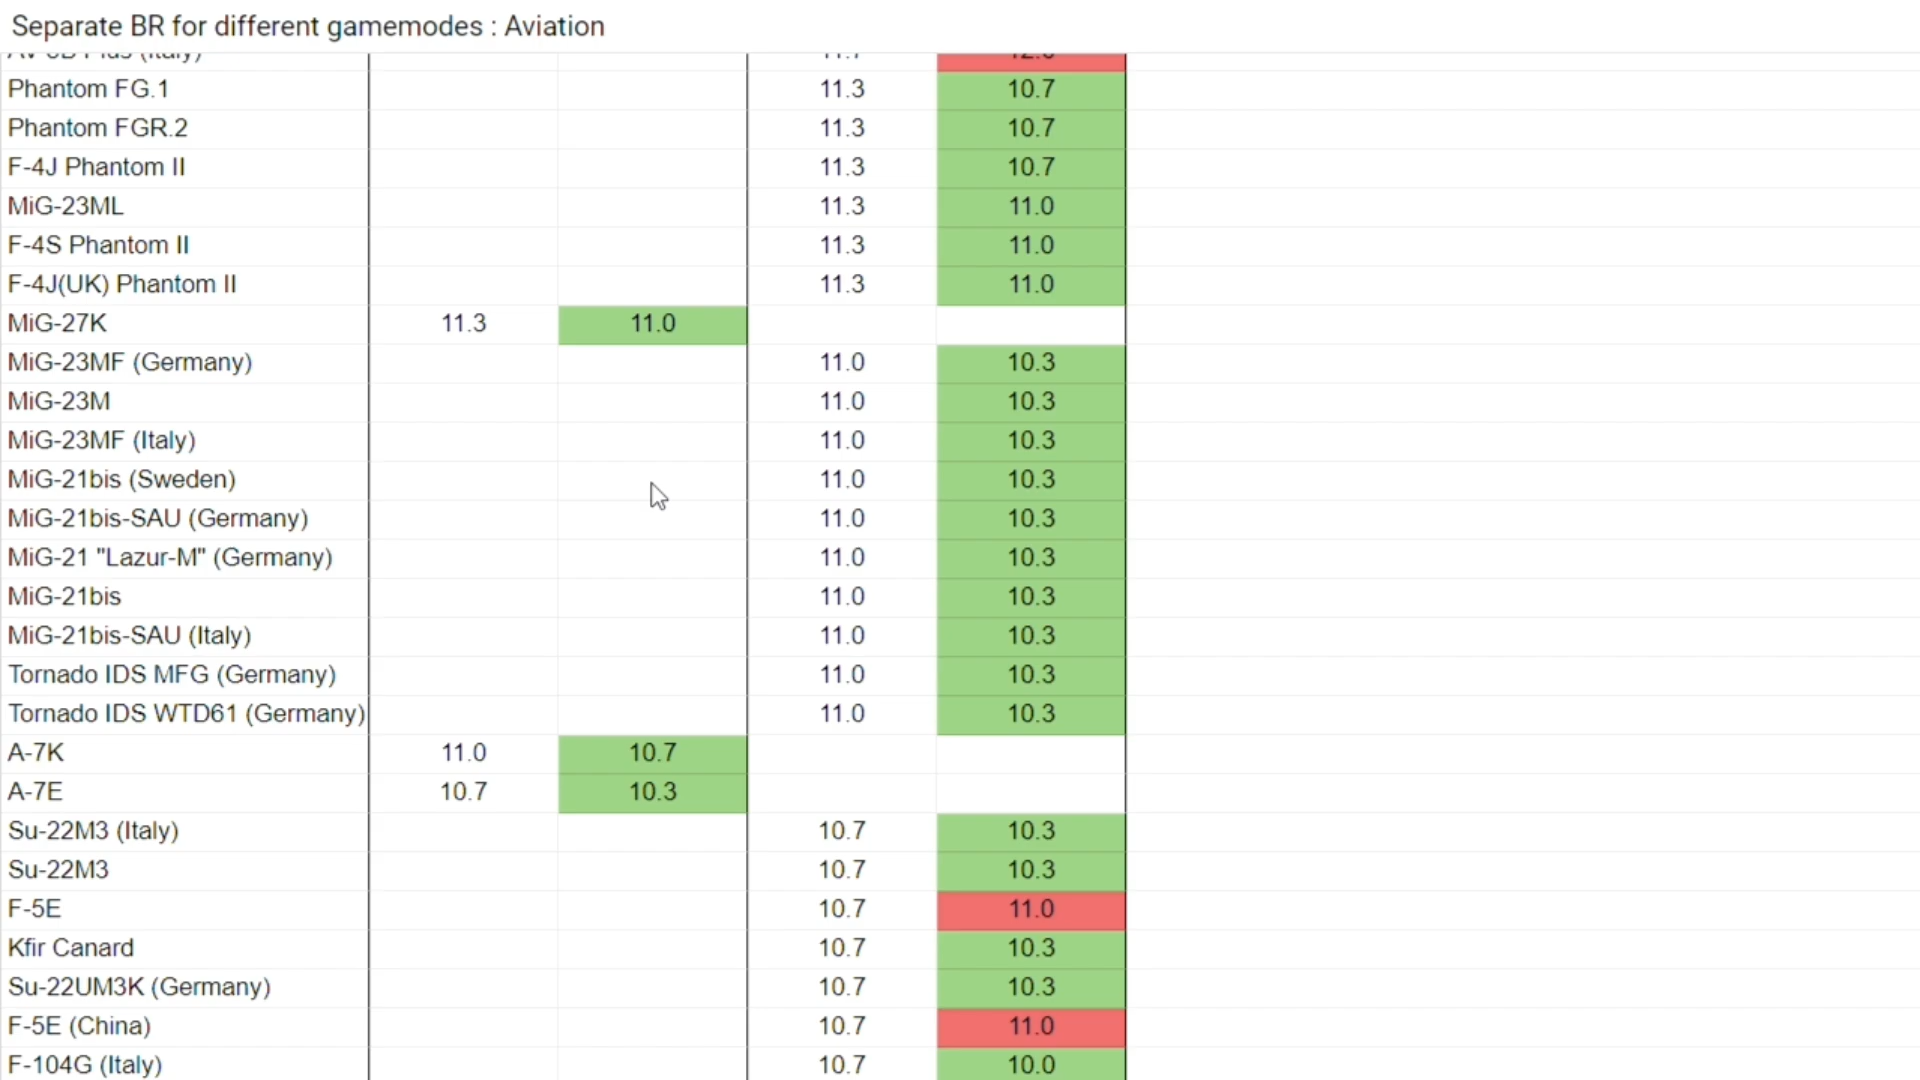 Separate BR for different gamemodes : Aviation
Phantom FG.1 11.3 10.7
Phantom FGR.2 11.3 10.7
F-4J Phantom II 11.3 10.7
MiG-23ML 11.3 11.0
F-4S Phantom II 11.3 11.0
F-4J(UK) Phantom II 11.3 11.0
MiG-27K 11.3 11.0
MiG-23MF (Germany) 11.0 10.3
MiG-23M 11.0 10.3
MiG-23MF (Italy) 11.0 10.3
MiG-21bis (Sweden) 11.0 10.3
MiG-21bis-SAU (Germany) 11.0 10.3
MiG-21 "Lazur-M" (Germany) 11.0 10.3
MiG-21bis 11.0 10.3
MiG-21bis-SAU (Italy) 11.0 10.3
Tornado IDS MFG (Germany) 11.0 10.3
Tornado IDS WTD61 (Germany) 11.0 10.3
A-7K 11.0 10.7
A-7E 10.7 10.3
Su-22M3 (Italy) 10.7 10.3
Su-22M3 10.7 10.3
F-5E 10.7 11.0
Kfir Canard 10.7 10.3
Su-22UM3K (Germany) 10.7 10.3
F-5E (China) 10.7 11.0
F-104G (Italy) 10.7 10.0